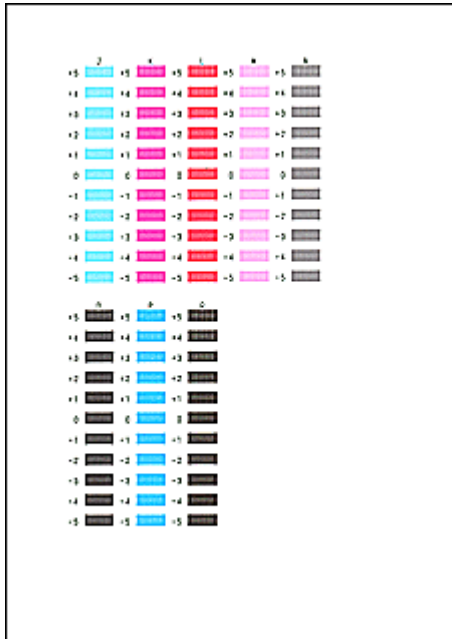 +5 +5 +5 +5 +5
+4 +4 +4 +4 +4
+3 +3 +3 +3 +3
+2 +2 +2 +2 +2
+1 +1 +1 +1 +1
0 0 0 0 0
-1 -1 -1 -1 -1
-2 -2 -2 -2 -2
-3 -3 -3 -3 -3
-4 -4 -4 -4 -4
-5 -5 -5 -5 -5
+5 +5 +5
+4 +4 +4
+3 +3 +3
+2 +2 +2
+1 +1 +1
0 0 0
-1 -1 -1
-2 -2 -2
-3 -3 -3
-4 -4 -4
-5 -5 -5